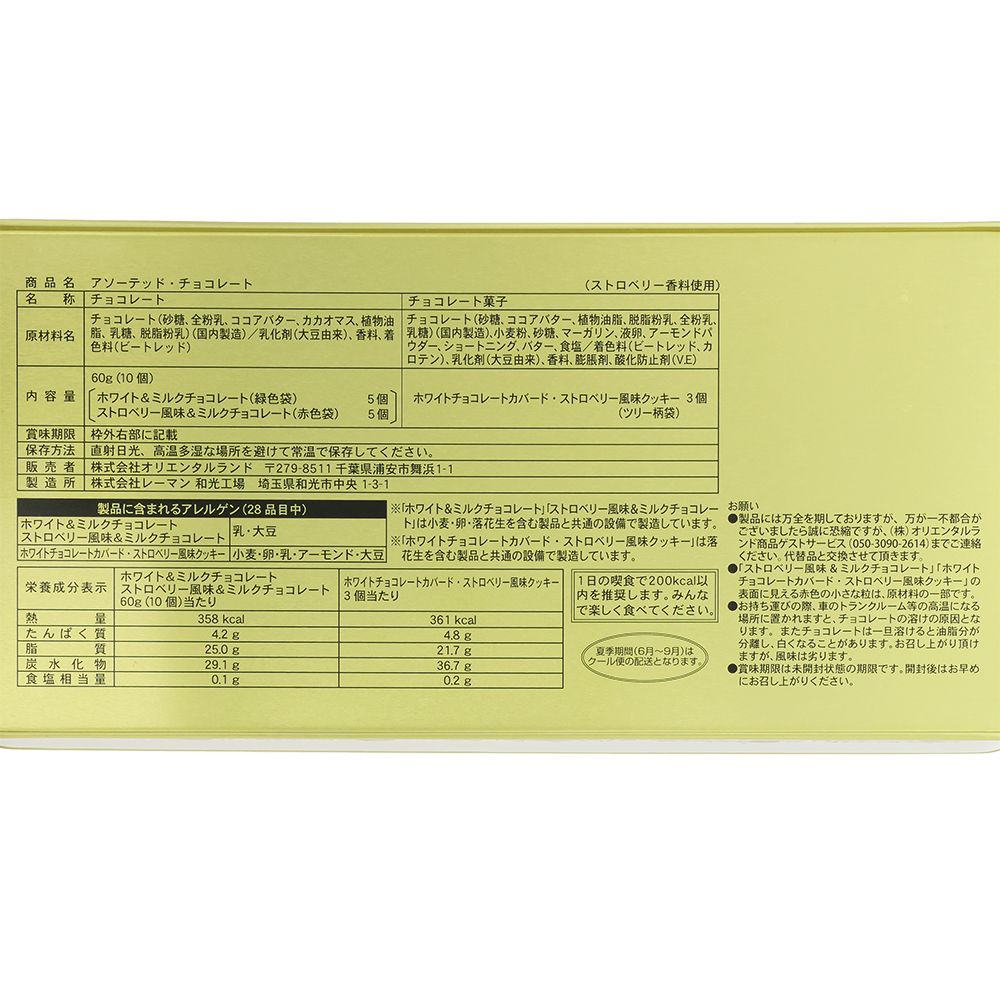 商品名 アソーテッド・チョコレート （ストロベリー香料使用）
名称 チョコレート チョコレート菓子
原材料名
チョコレート（砂糖、全粉乳、ココアバター、カカオマス、植物油
脂、乳糖、脱脂粉乳）（国内製造）／乳化剤（大豆由来）、香料、着
色料（ビートレッド）
チョコレート（砂糖、ココアバター、植物油脂、脱脂粉乳、全粉乳、
乳糖）（国内製造）、小麦粉、砂糖、マーガリン、液卵、アーモンドパ
ウダー、ショートニング、バター、食塩／着色料（ビートレッド、カ
ロテン）、乳化剤（大豆由来）、香料、膨脹剤、酸化防止剤（V.E）
内容量
60g（10個）
ホワイト＆ミルクチョコレート（緑色袋） 5個
ストロベリー風味＆ミルクチョコレート（赤色袋） 5個
ホワイトチョコレートカバード・ストロベリー風味クッキー 3個
（ツリー柄袋）
賞味期限 枠外右部に記載
保存方法 直射日光、高温多湿な場所を避けて常温で保存してください。
販売者 株式会社オリエンタルランド 〒279-8511 千葉県浦安市舞浜1-1
製造所 株式会社レーマン 和光工場 埼玉県和光市中央1-3-1
製品に含まれるアレルゲン（28品目中）
ホワイト＆ミルクチョコレート
ストロベリー風味＆ミルクチョコレート
乳・大豆
ホワイトチョコレートカバード・ストロベリー風味クッキー 小麦・卵・乳・アーモンド・大豆
※「ホワイト＆ミルクチョコレート」「ストロベリー風味＆ミルクチョコレー
ト」は小麦・卵・落花生を含む製品と共通の設備で製造しています。
※「ホワイトチョコレートカバード・ストロベリー風味クッキー」は落
花生を含む製品と共通の設備で製造しています。
栄養成分表示
ホワイト＆ミルクチョコレート
ストロベリー風味＆ミルクチョコレート
60g（10個）当たり
ホワイトチョコレートカバード・ストロベリー風味クッキー
3個当たり
熱量 358 kcal 361 kcal
たんぱく質 4.2 g 4.8 g
脂質 25.0 g 21.7 g
炭水化物 29.1 g 36.7 g
食塩相当量 0.1 g 0.2 g
1日の喫食で200kcal以
内を推奨します。みんな
で楽しく食べてください。
夏季期間（6月～9月）は
クール便の配送となります。
お願い
●製品には万全を期しておりますが、万が一不都合が
ございましたら誠に恐縮ですが、（株）オリエンタルラ
ンド商品ゲストサービス（050-3090-2614）までご連絡
ください。代替品と交換させて頂きます。
●「ストロベリー風味＆ミルクチョコレート」「ホワイト
チョコレートカバード・ストロベリー風味クッキー」の
表面に見える赤色の小さな粒は、原材料の一部です。
●お持ち運びの際、車のトランクルーム等の高温になる
場所に置かれますと、チョコレートの溶けの原因とな
ります。またチョコレートは一旦溶けると油脂分が
分離し、白くなることがあります。お召し上がり頂け
ますが、風味は劣ります。
●賞味期限は未開封状態の期限です。開封後はお早め
にお召し上がりください。